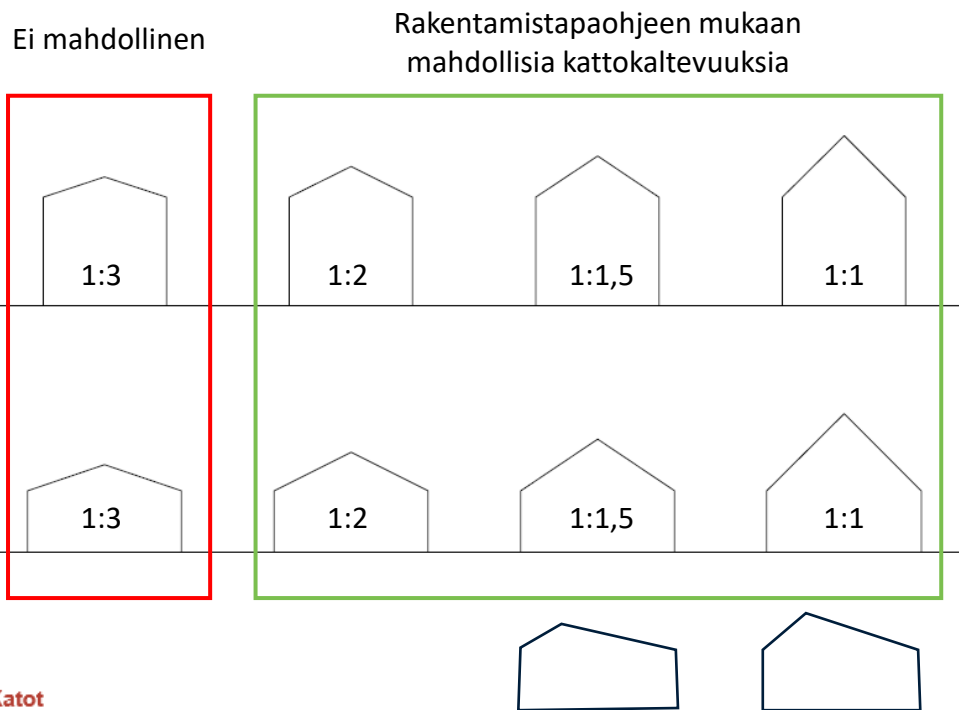 Ei mahdollinen
Rakentamistapaohjeen mukaan
mahdollisia kattokaltevuuksia
1:3
1:2
1:1,5
1:1
1:3
1:2
1:1,5
1:1
Katot